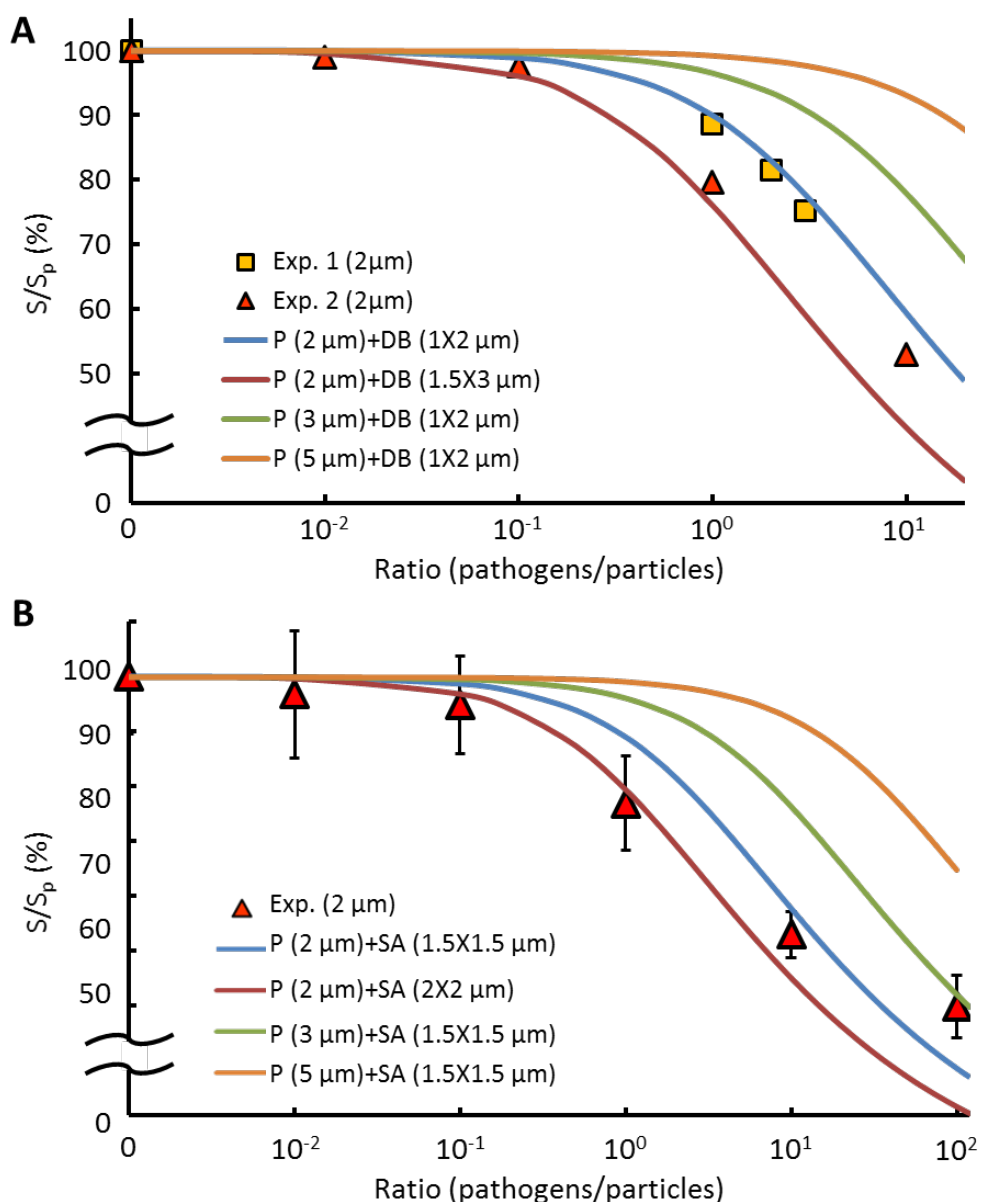 A
100
90
80
70
60
50
0
S/Sp (%)
Exp. 1 (2μm)
Exp. 2 (2μm)
P (2 μm)+DB (1X2 μm)
P (2 μm)+DB (1.5X3 μm)
P (3 μm)+DB (1X2 μm)
P (5 μm)+DB (1X2 μm)
0 10⁻² 10⁻¹ 10⁰ 10¹
Ratio (pathogens/particles)
B
100
90
80
70
60
50
0
S/Sp (%)
Exp. (2 μm)
P (2 μm)+SA (1.5X1.5 μm)
P (2 μm)+SA (2X2 μm)
P (3 μm)+SA (1.5X1.5 μm)
P (5 μm)+SA (1.5X1.5 μm)
0 10⁻² 10⁻¹ 10⁰ 10¹ 10²
Ratio (pathogens/particles)